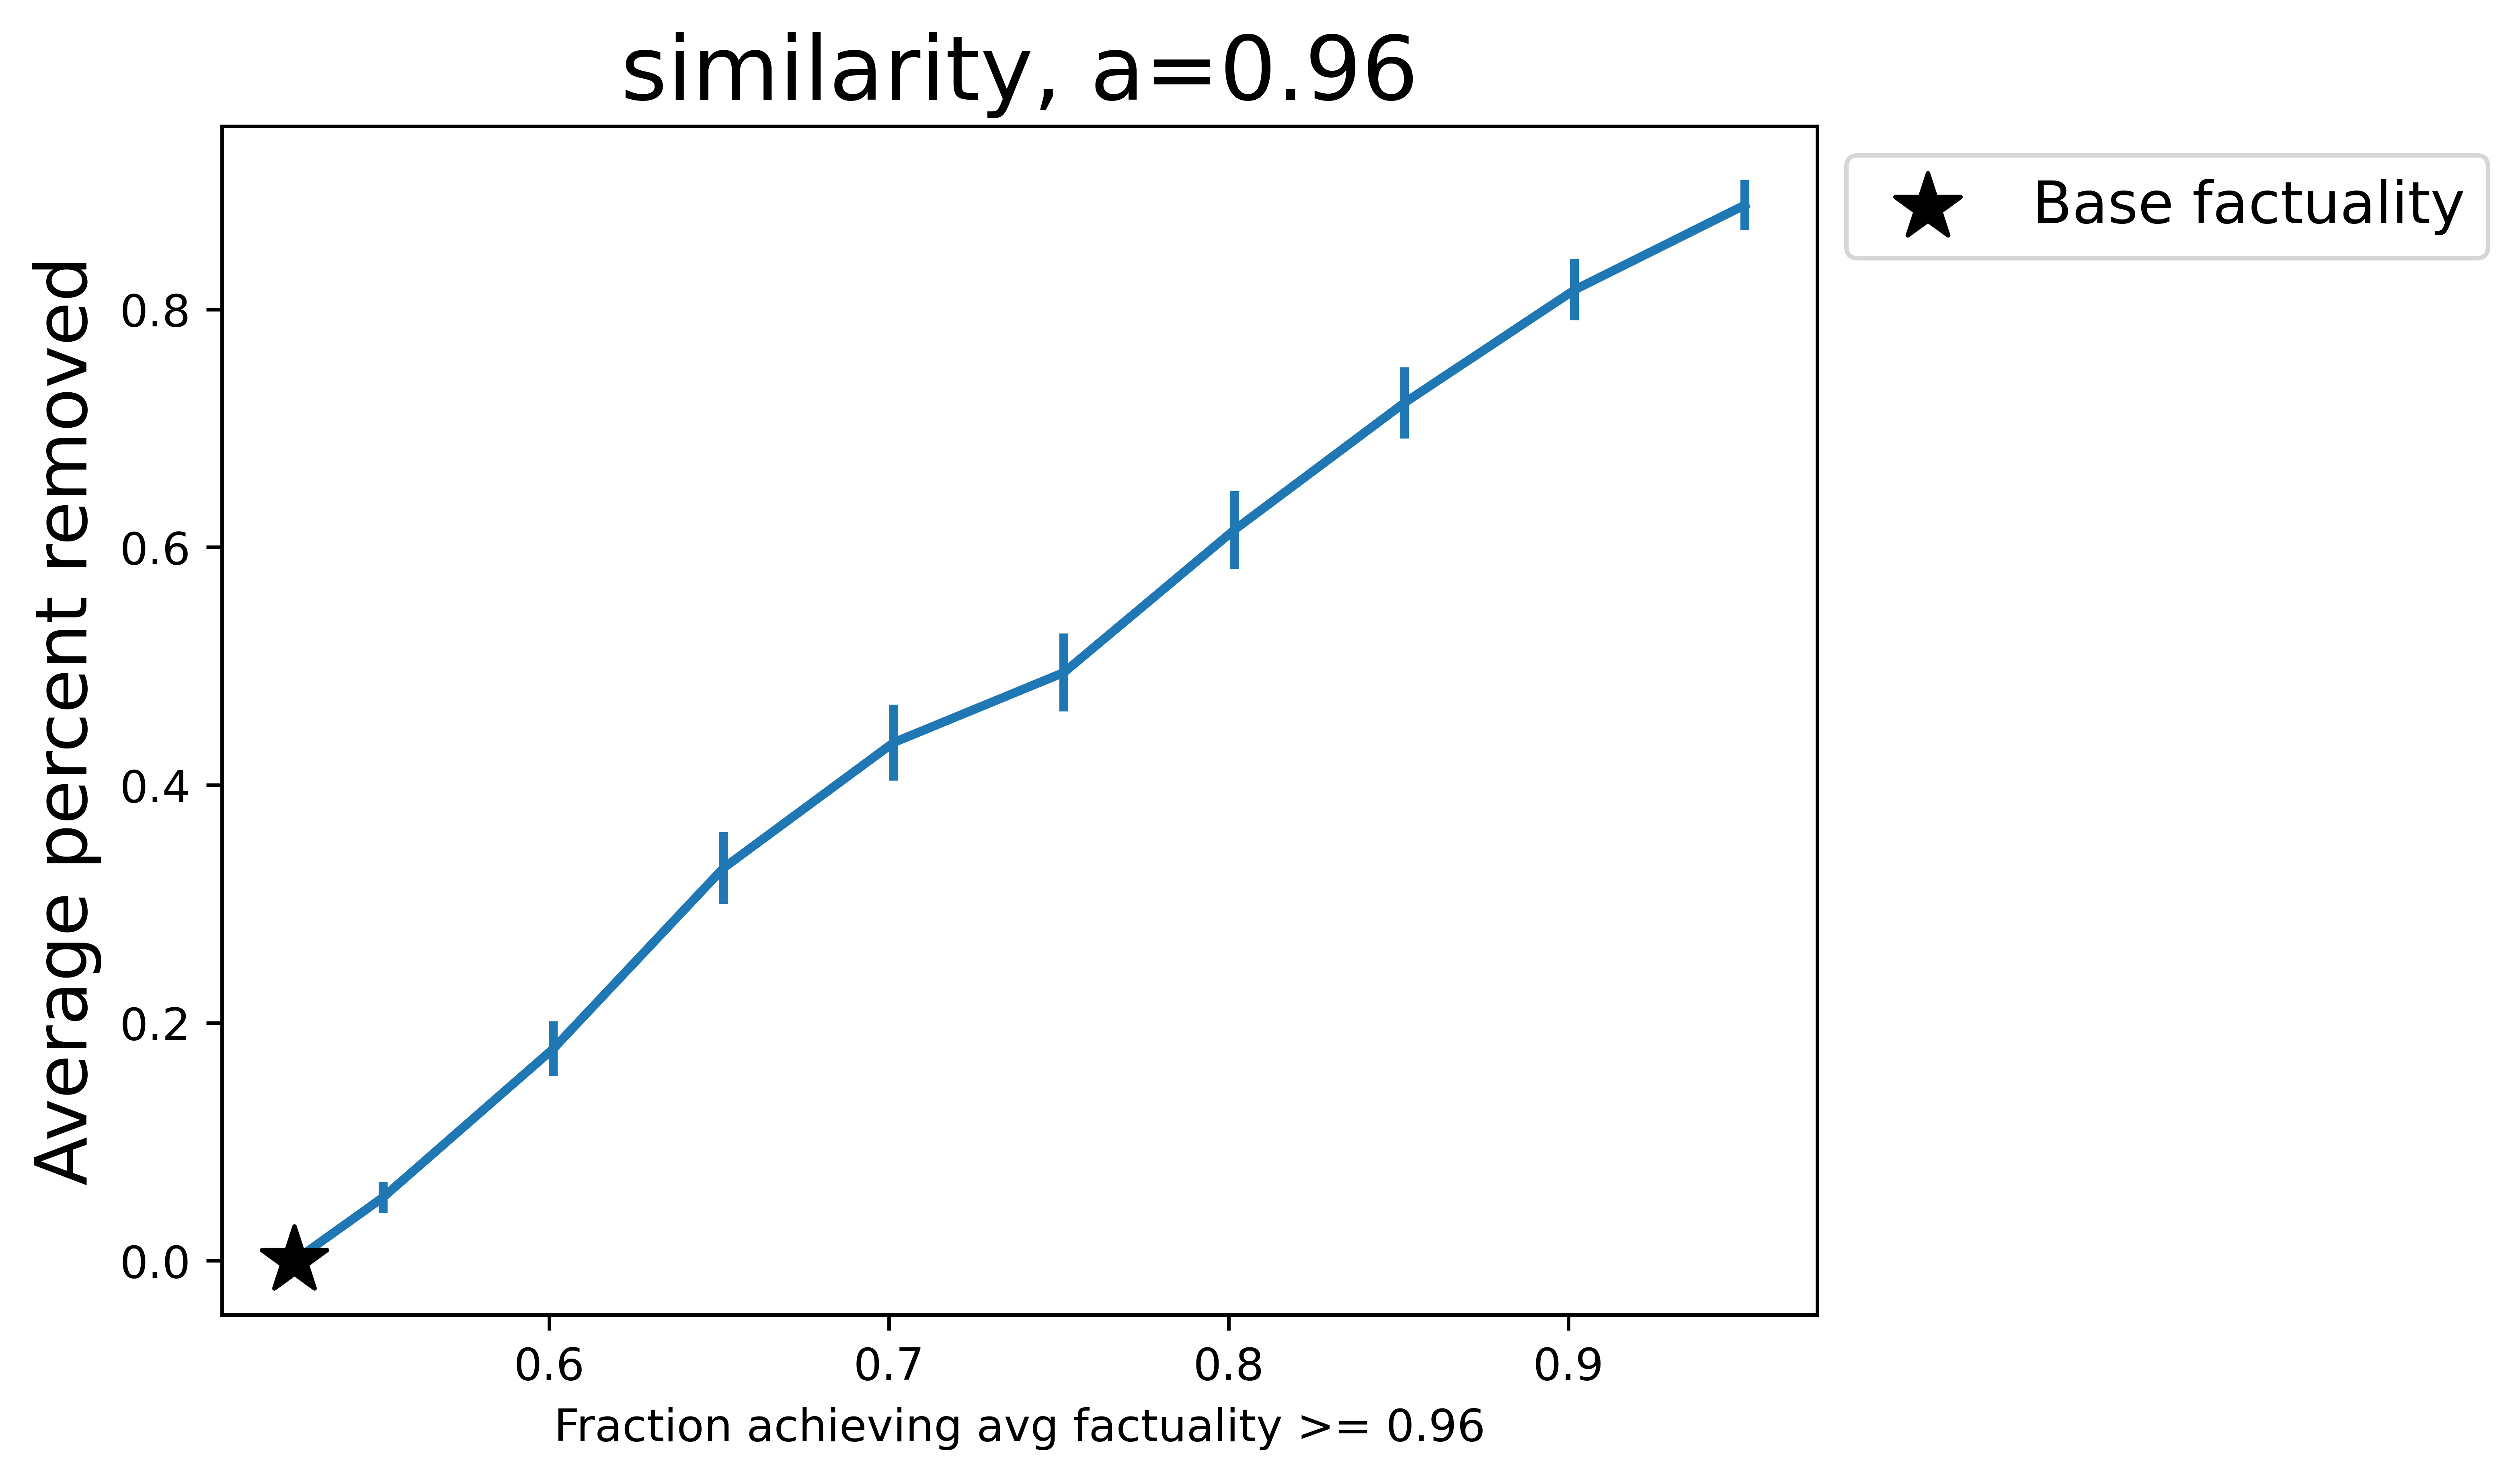 similarity, a=0.96
Base factuality
Average percent removed
0.8
0.6
0.4
0.2
0.0
0.6
0.7
0.8
0.9
Fraction achieving avg factuality >= 0.96